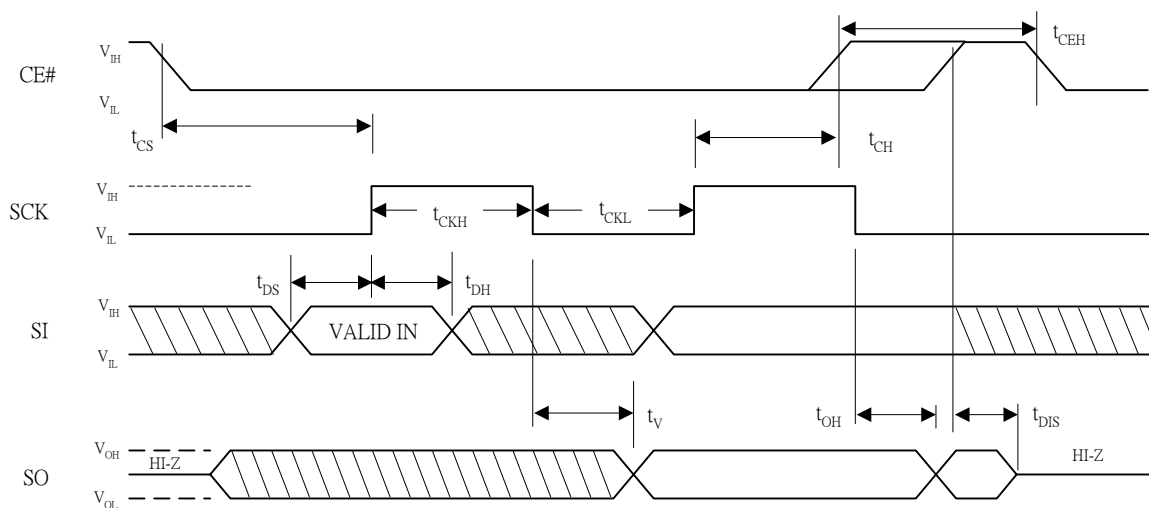 V_IH
t_CEH
CE#
V_IL
t_CS
t_CH
V_IH
SCK
t_CKH
t_CKL
V_IL
t_DS
t_DH
V_IH
SI
VALID IN
V_IL
t_V
t_OH
t_DIS
V_OH
HI-Z
HI-Z
SO
V_OL